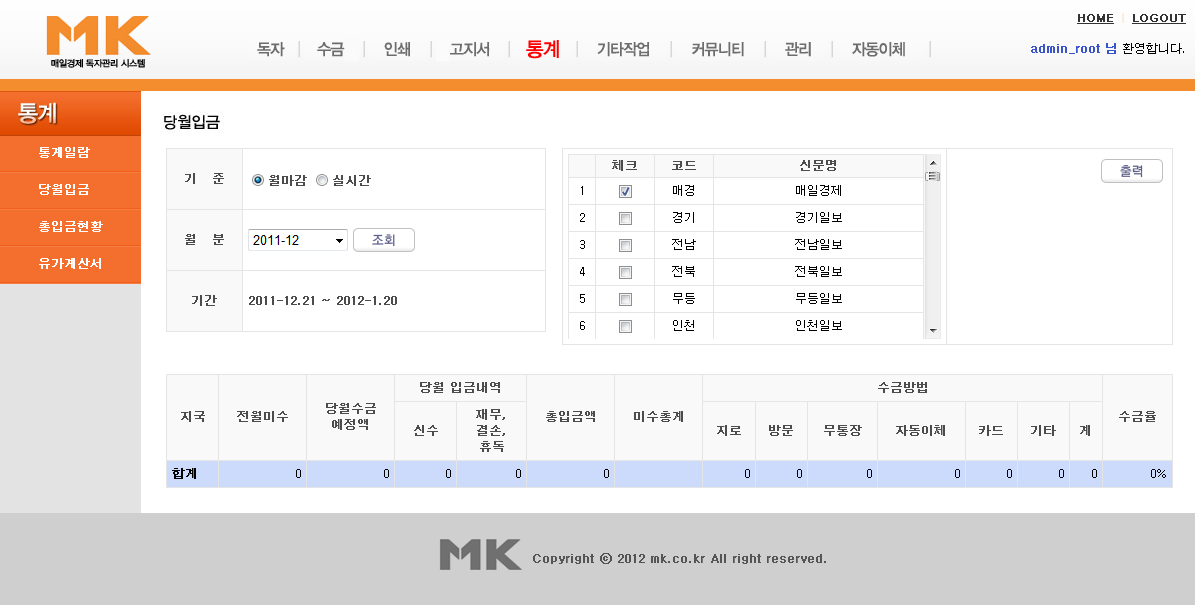 HOME LOGOUT
MK
매일경제 독자관리 시스템
독자 수금 인쇄 고지서 통계 기타작업 커뮤니티 관리 자동이체
admin_root 님 환영합니다.
통계
통계일람
당월입금
총입금현황
유가계산서
당월입금
기 준 월마감 실시간
월 분 2011-12 조회
기간 2011-12.21 ~ 2012-1.20
체크 코드 신문명
1 매경 매일경제
2 경기 경기일보
3 전남 전남일보
4 전북 전북일보
5 무등 무등일보
6 인천 인천일보
출력
지국 전월미수 당월수금 예정액 당월 입금내역 총입금액 미수총계 수금방법 수금율
신수 재무, 결손, 휴독 지로 방문 무통장 자동이체 카드 기타 계
합계 0 0 0 0 0 0 0 0 0 0 0 0 0%
MK Copyright ⓒ 2012 mk.co.kr All right reserved.